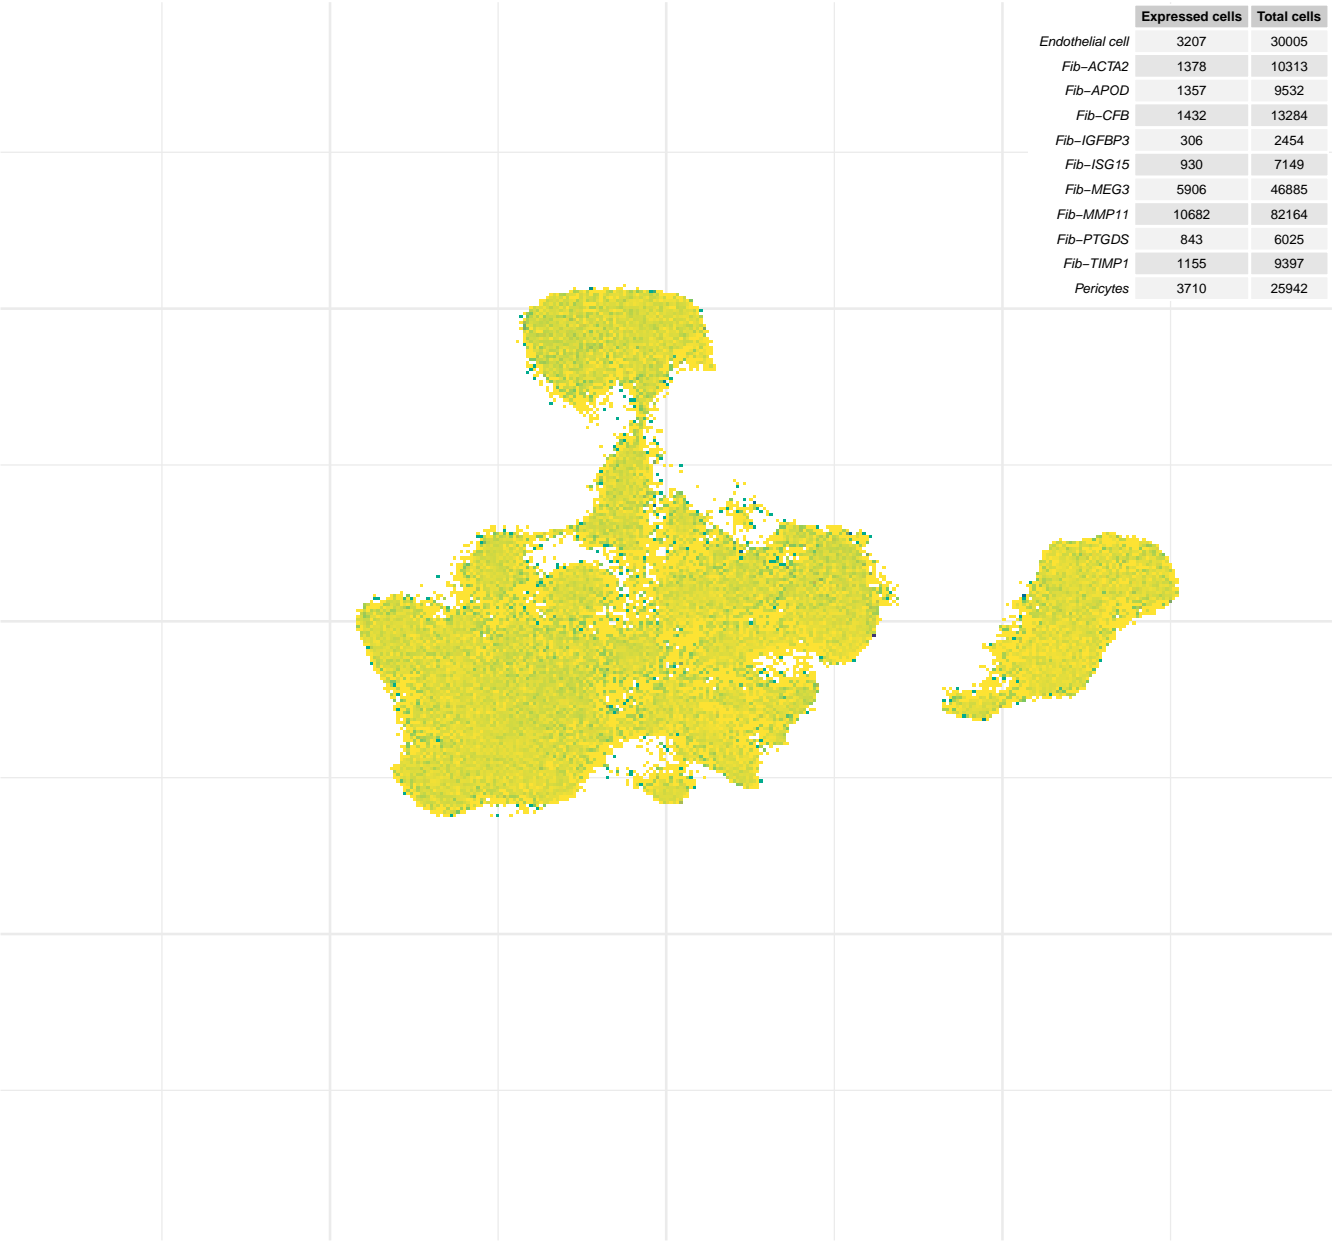 Expressed cells Total cells
Endothelial cell 3207 30005
Fib−ACTA2 1378 10313
Fib−APOD 1357 9532
Fib−CFB 1432 13284
Fib−IGFBP3 306 2454
Fib−ISG15 930 7149
Fib−MEG3 5906 46885
Fib−MMP11 10682 82164
Fib−PTGDS 843 6025
Fib−TIMP1 1155 9397
Pericytes 3710 25942